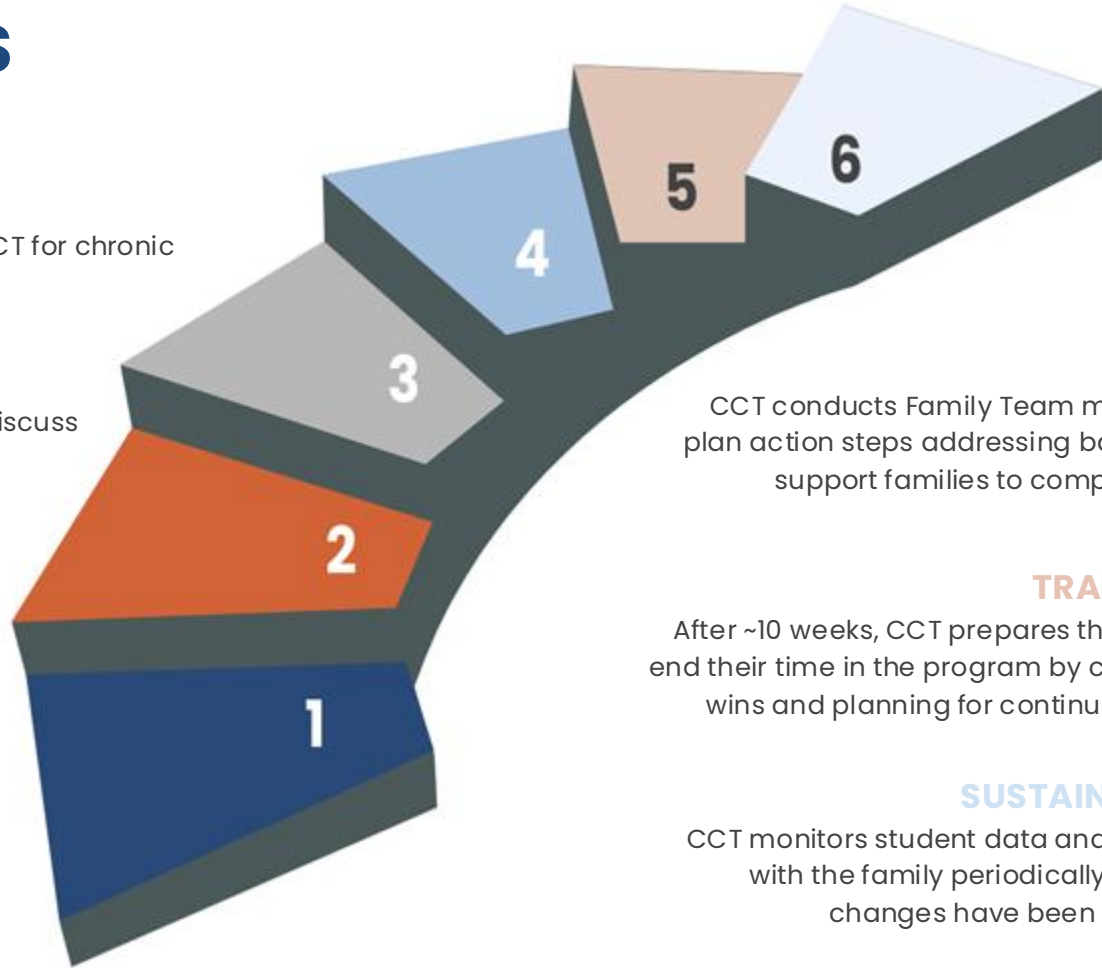 S
CT for chronic
iscuss
1
2
3
4
5
6
CCT conducts Family Team m
plan action steps addressing ba
support families to comp
TRA
After ~10 weeks, CCT prepares th
end their time in the program by c
wins and planning for continu
SUSTAIN
CCT monitors student data and
with the family periodically
changes have been